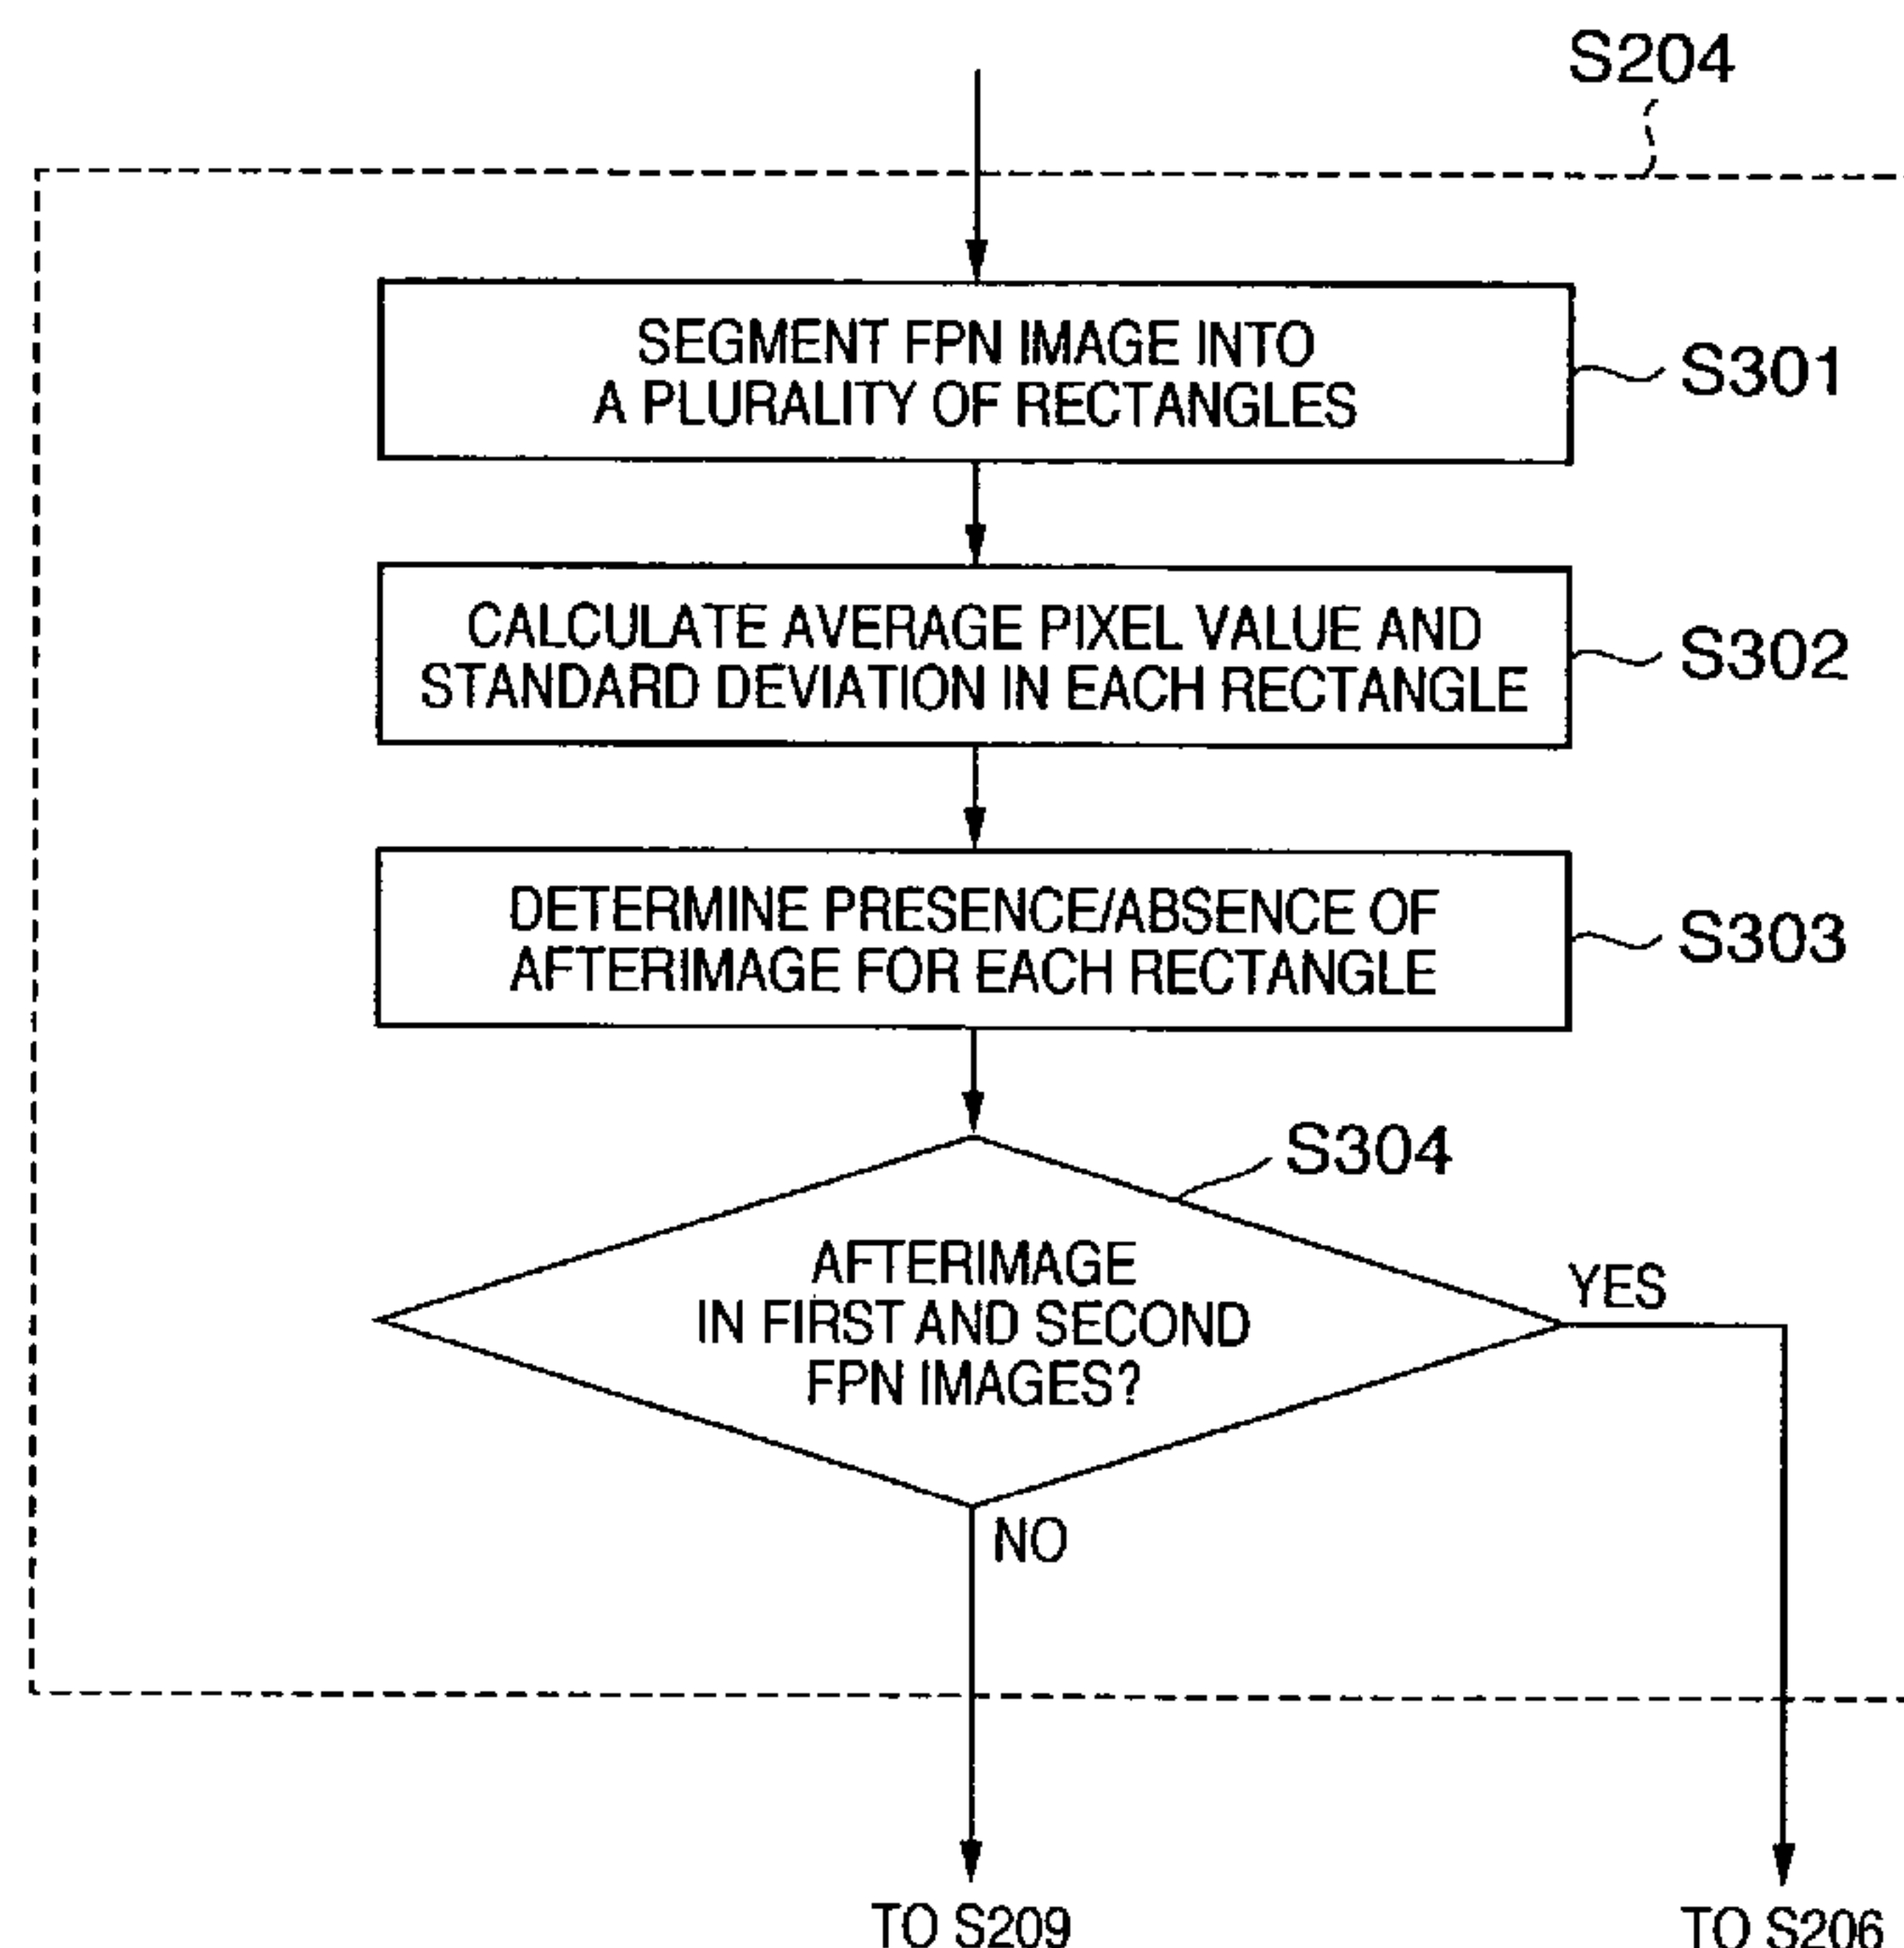 S204
SEGMENT FPN IMAGE INTO
A PLURALITY OF RECTANGLES
S301
CALCULATE AVERAGE PIXEL VALUE AND
STANDARD DEVIATION IN EACH RECTANGLE
S302
DETERMINE PRESENCE/ABSENCE OF
AFTERIMAGE FOR EACH RECTANGLE
S303
S304
AFTERIMAGE
IN FIRST AND SECOND
FPN IMAGES?
YES
NO
TO S209
TO S206